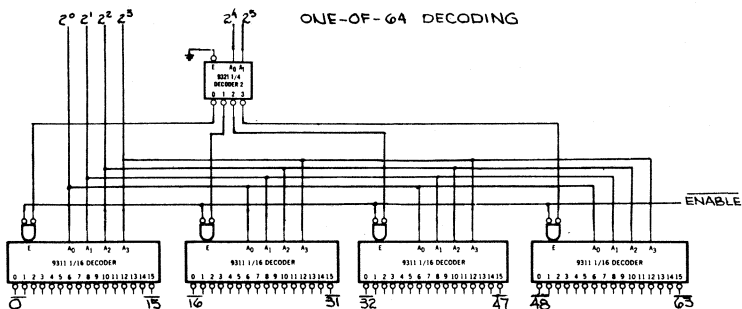 2⁰ 2¹ 2² 2³ 2⁴ 2⁵ ONE-OF-64 DECODING
E A₀ A₁
9321 1/4
DECODER 2
0 1 2 3
ENABLE
E A₀ A₁ A₂ A₃
9311 1/16 DECODER
0 1 2 3 4 5 6 7 8 9 10 11 12 13 14 15
0 15
E A₀ A₁ A₂ A₃
9311 1/16 DECODER
0 1 2 3 4 5 6 7 8 9 10 11 12 13 14 15
16 31
E A₀ A₁ A₂ A₃
9311 1/16 DECODER
0 1 2 3 4 5 6 7 8 9 10 11 12 13 14 15
32 47
E A₀ A₁ A₂ A₃
9311 1/16 DECODER
0 1 2 3 4 5 6 7 8 9 10 11 12 13 14 15
48 63